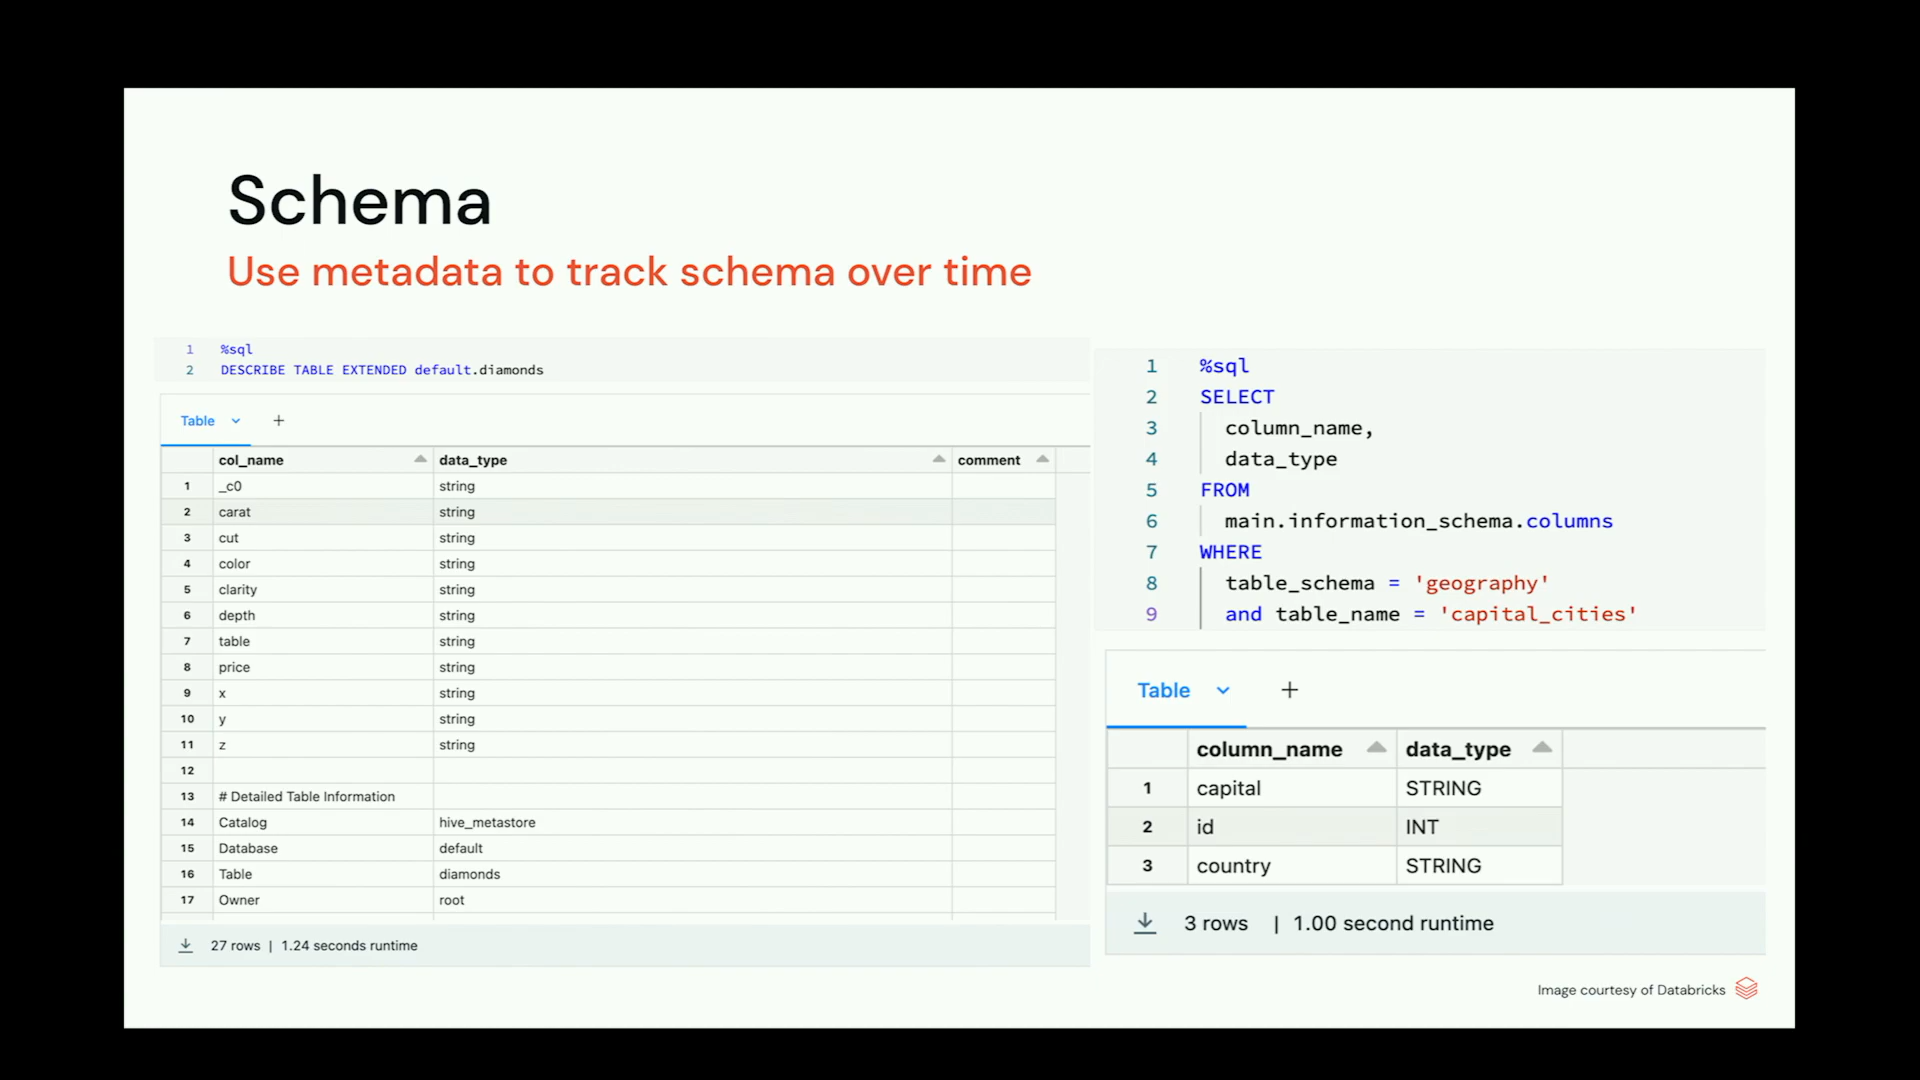 Schema
Use metadata to track schema over time
1 %sql
2 DESCRIBE TABLE EXTENDED default.diamonds
Table +
col_name data_type comment
1 _c0 string
2 carat string
3 cut string
4 color string
5 clarity string
6 depth string
7 table string
8 price string
9 x string
10 y string
11 z string
12
13 # Detailed Table Information
14 Catalog hive_metastore
15 Database default
16 Table diamonds
17 Owner root
27 rows | 1.24 seconds runtime
1 %sql
2 SELECT
3 column_name,
4 data_type
5 FROM
6 main.information_schema.columns
7 WHERE
8 table_schema = 'geography'
9 and table_name = 'capital_cities'
Table +
column_name data_type
1 capital STRING
2 id INT
3 country STRING
3 rows | 1.00 second runtime
Image courtesy of Databricks